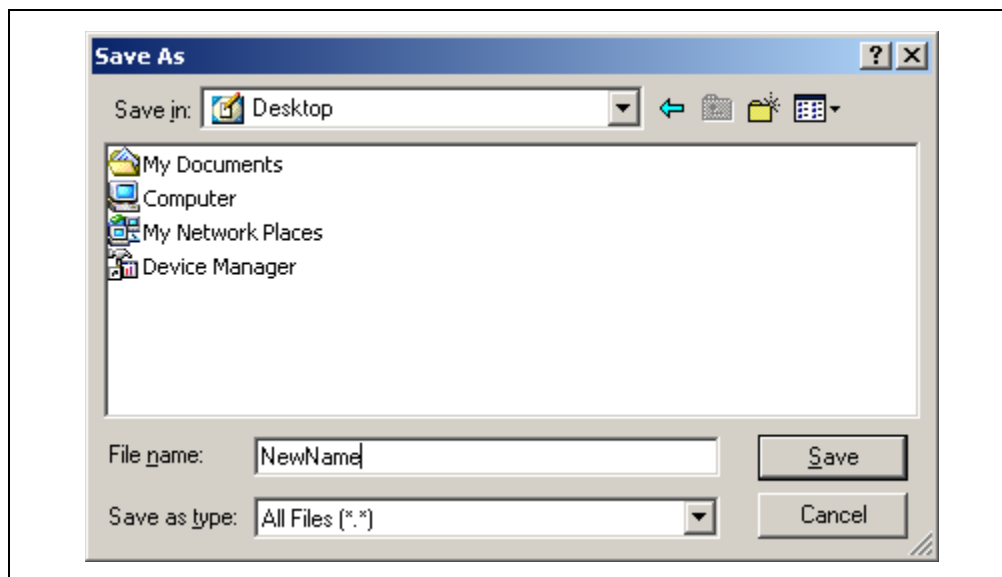 Save As
Save in: Desktop
My Documents
Computer
My Network Places
Device Manager
File name: NewName Save
Save as type: All Files (*.*) Cancel